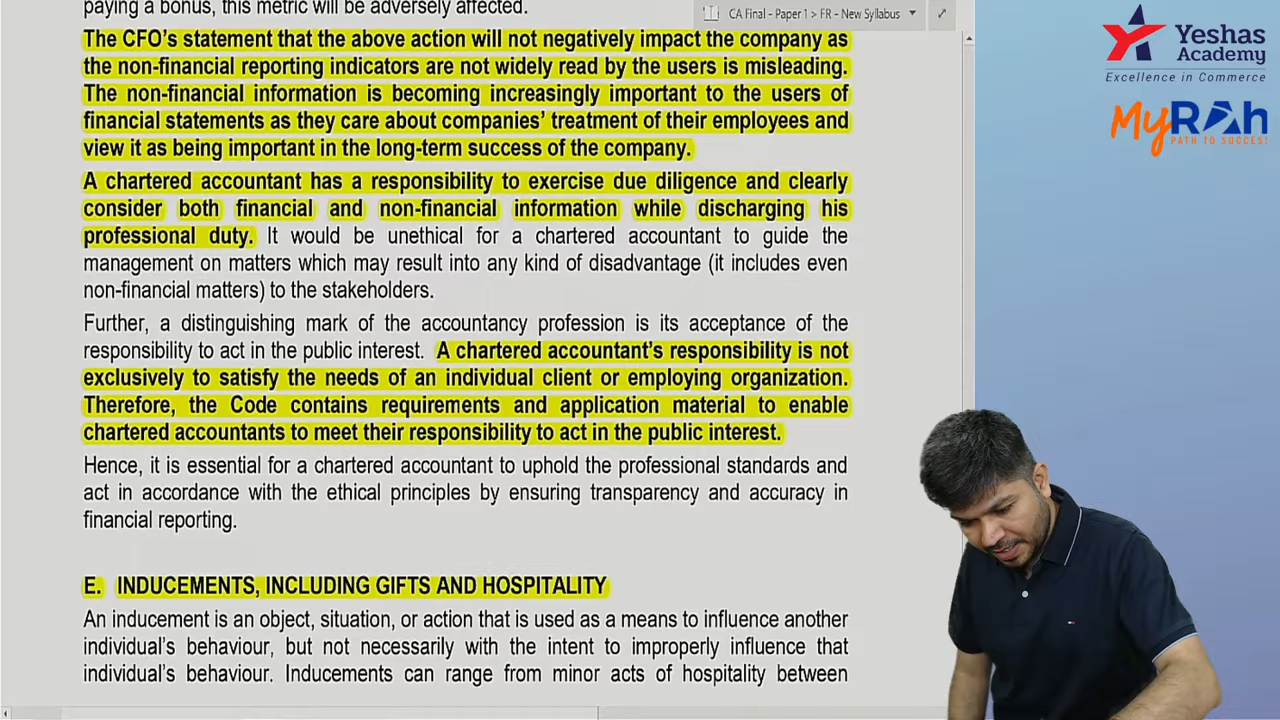 paying a bonus, this metric will be adversely affected.
CA Final - Paper 1 > FR - New Syllabus
The CFO's statement that the above action will not negatively impact the company as
the non-financial reporting indicators are not widely read by the users is misleading.
The non-financial information is becoming increasingly important to the users of
financial statements as they care about companies' treatment of their employees and
view it as being important in the long-term success of the company.
A chartered accountant has a responsibility to exercise due diligence and clearly
consider both financial and non-financial information while discharging his
professional duty. It would be unethical for a chartered accountant to guide the
management on matters which may result into any kind of disadvantage (it includes even
non-financial matters) to the stakeholders.
Further, a distinguishing mark of the accountancy profession is its acceptance of the
responsibility to act in the public interest. A chartered accountant's responsibility is not
exclusively to satisfy the needs of an individual client or employing organization.
Therefore, the Code contains requirements and application material to enable
chartered accountants to meet their responsibility to act in the public interest.
Hence, it is essential for a chartered accountant to uphold the professional standards and
act in accordance with the ethical principles by ensuring transparency and accuracy in
financial reporting.
E. INDUCEMENTS, INCLUDING GIFTS AND HOSPITALITY
An inducement is an object, situation, or action that is used as a means to influence another
individual's behaviour, but not necessarily with the intent to improperly influence that
individual's behaviour. Inducements can range from minor acts of hospitality between
Yeshas
Academy
Excellence in Commerce
MyRAh
PATH TO SUCCESS